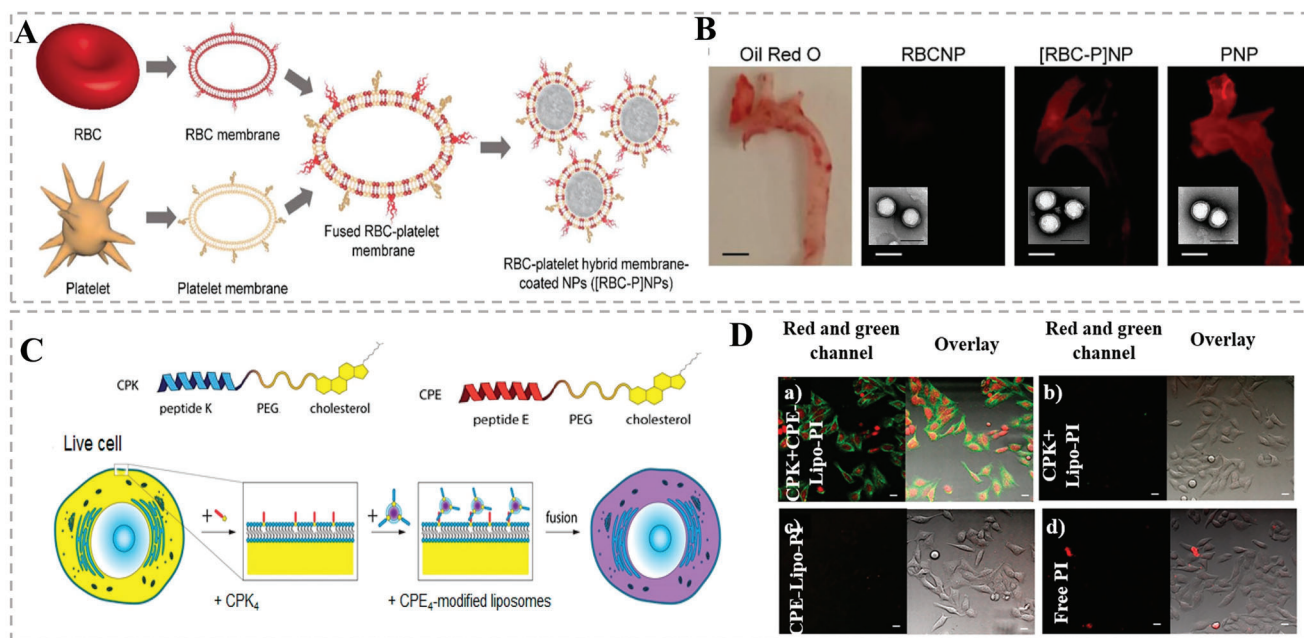 A
RBC
RBC membrane
Platelet
Platelet membrane
Fused RBC-platelet
membrane
RBC-platelet hybrid membrane-
coated NPs ([RBC-P]NPs)
B
Oil Red O
RBCNP
[RBC-P]NP
PNP
C
CPK
peptide K
PEG
cholesterol
CPE
peptide E
PEG
cholesterol
Live cell
+
+
fusion
+ CPK4
+ CPE4-modified liposomes
D
Red and green
channel
Overlay
Red and green
channel
Overlay
a)
CPK+CPE-
Lipo-PI
b)
CPK+
Lipo-PI
c)
CPE-Lipo-PI
d)
Free PI